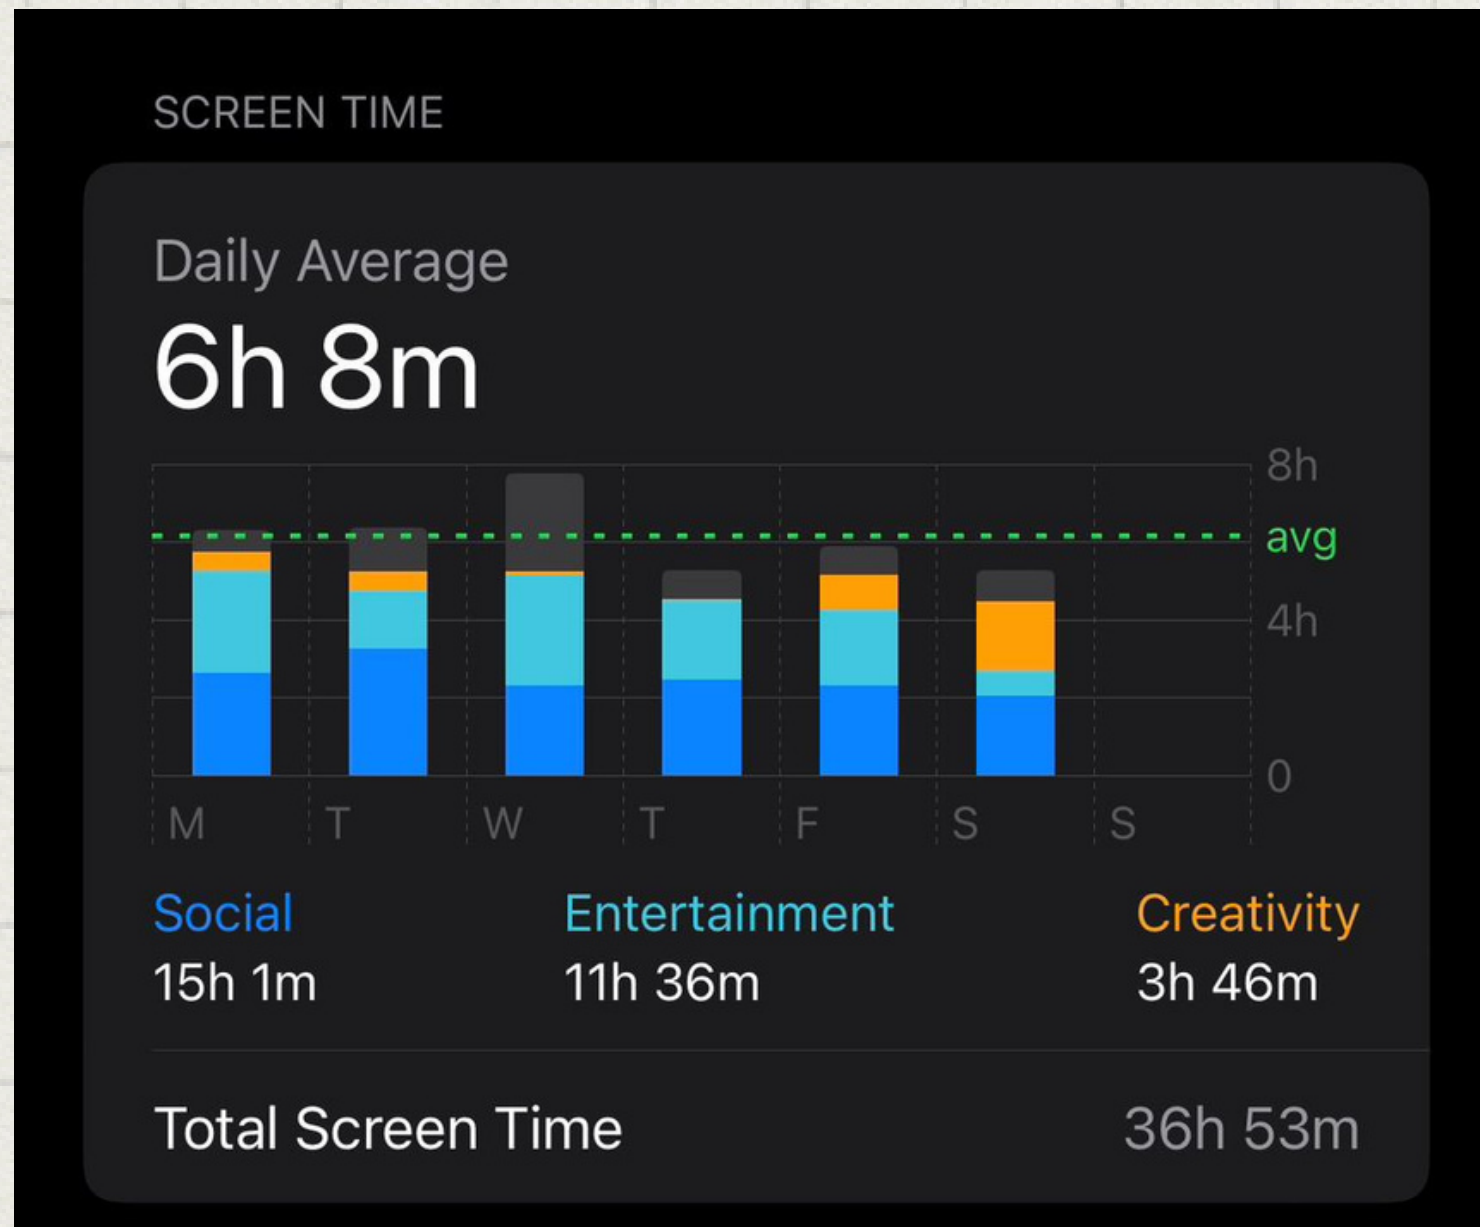 SCREEN TIME
Daily Average
6h 8m
8h
avg
4h
0
M T W T F S S
Social Entertainment Creativity
15h 1m 11h 36m 3h 46m
Total Screen Time 36h 53m